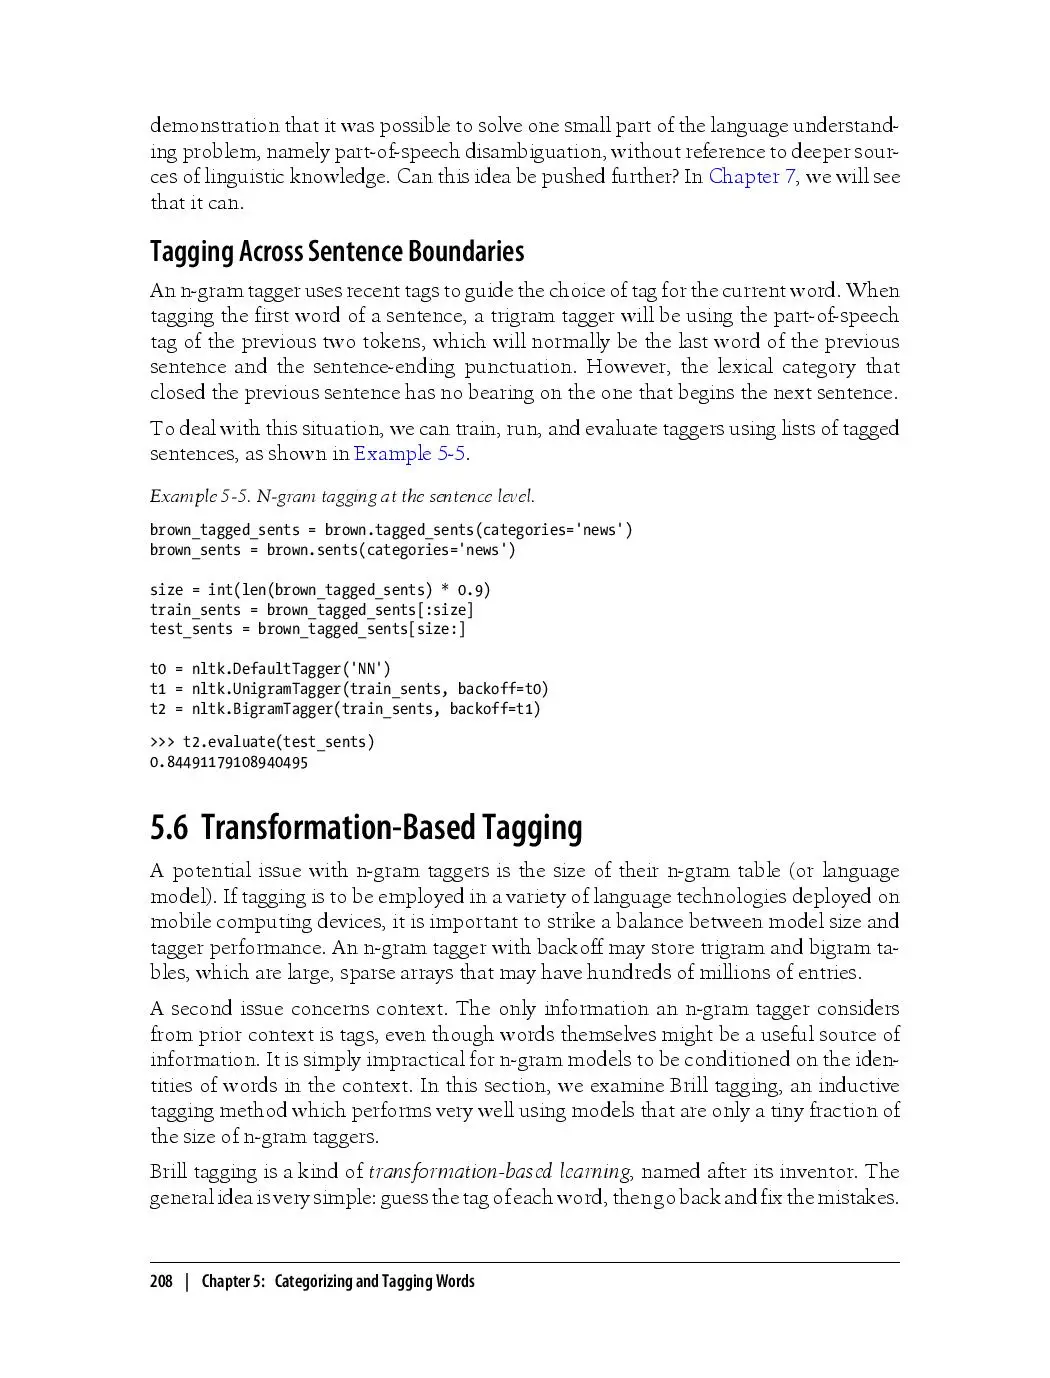 demonstration that it was possible to solve one small part of the language understand-
ing problem, namely part-of-speech disambiguation, without reference to deeper sour-
ces of linguistic knowledge. Can this idea be pushed further? In Chapter 7, we will see
that it can.
Tagging Across Sentence Boundaries
An n-gram tagger uses recent tags to guide the choice of tag for the current word. When
tagging the first word of a sentence, a trigram tagger will be using the part-of-speech
tag of the previous two tokens, which will normally be the last word of the previous
sentence and the sentence-ending punctuation. However, the lexical category that
closed the previous sentence has no bearing on the one that begins the next sentence.
To deal with this situation, we can train, run, and evaluate taggers using lists of tagged
sentences, as shown in Example 5-5.
Example 5-5. N-gram tagging at the sentence level.
brown_tagged_sents = brown.tagged_sents(categories='news')
brown_sents = brown.sents(categories='news')
size = int(len(brown_tagged_sents) * 0.9)
train_sents = brown_tagged_sents[:size]
test_sents = brown_tagged_sents[size:]
t0 = nltk.DefaultTagger('NN')
t1 = nltk.UnigramTagger(train_sents, backoff=t0)
t2 = nltk.BigramTagger(train_sents, backoff=t1)
>>> t2.evaluate(test_sents)
0.84491179108940495
5.6 Transformation-Based Tagging
A potential issue with n-gram taggers is the size of their n-gram table (or language
model). If tagging is to be employed in a variety of language technologies deployed on
mobile computing devices, it is important to strike a balance between model size and
tagger performance. An n-gram tagger with backoff may store trigram and bigram ta-
bles, which are large, sparse arrays that may have hundreds of millions of entries.
A second issue concerns context. The only information an n-gram tagger considers
from prior context is tags, even though words themselves might be a useful source of
information. It is simply impractical for n-gram models to be conditioned on the iden-
tities of words in the context. In this section, we examine Brill tagging, an inductive
tagging method which performs very well using models that are only a tiny fraction of
the size of n-gram taggers.
Brill tagging is a kind of transformation-based learning, named after its inventor. The
general idea is very simple: guess the tag of each word, then go back and fix the mistakes.
208 | Chapter 5: Categorizing and Tagging Words